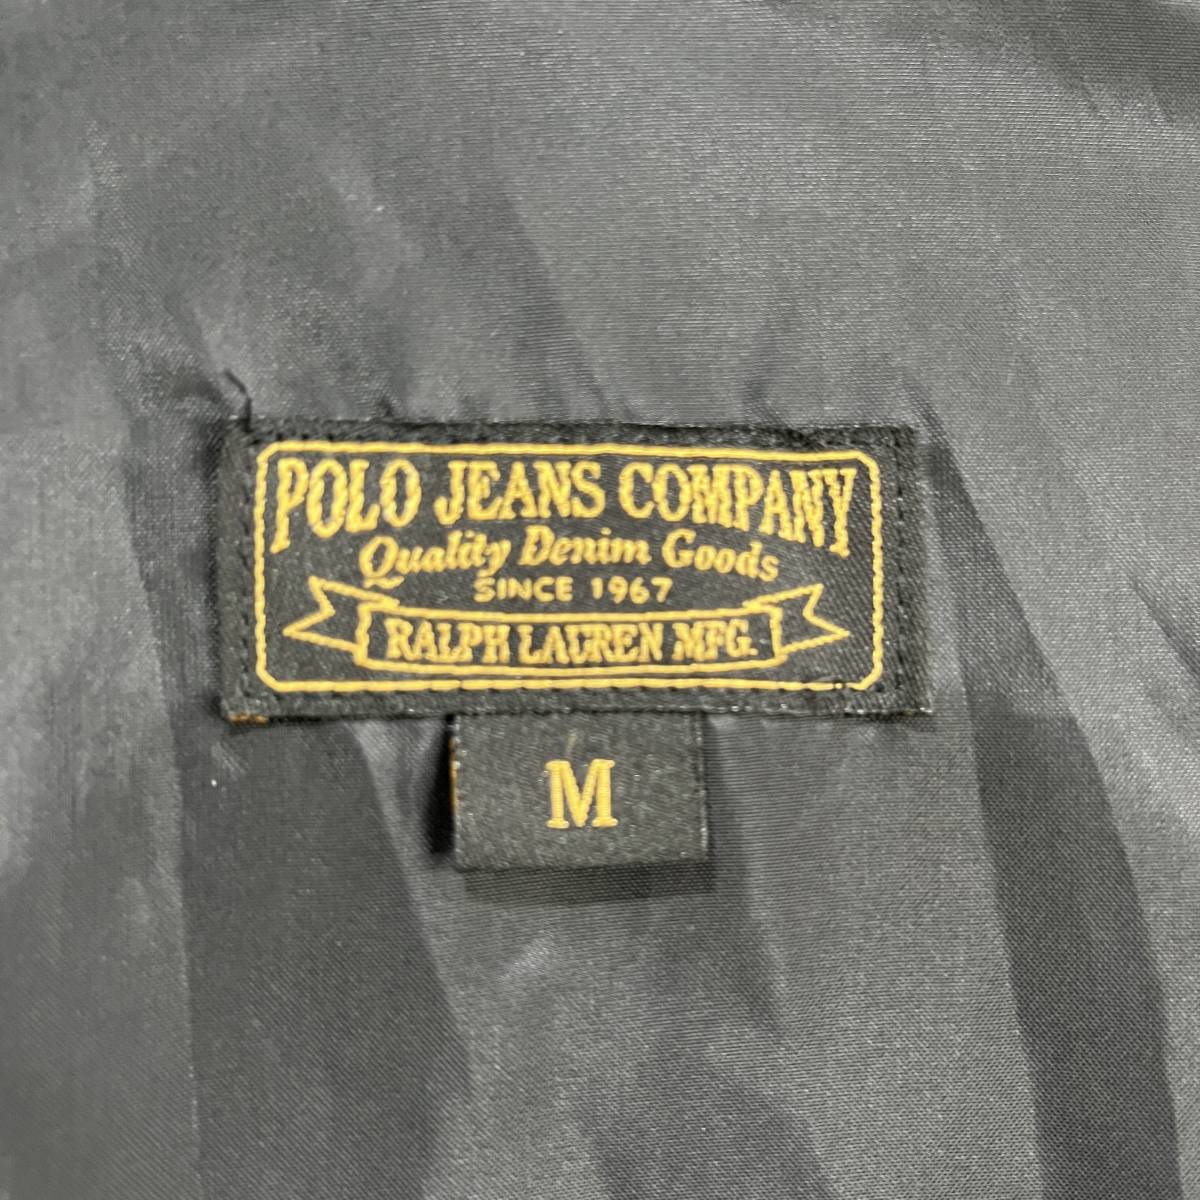 POLO JEANS COMPANY
Quality Denim Goods
SINCE 1967
RALPH LAUREN MFG.
M